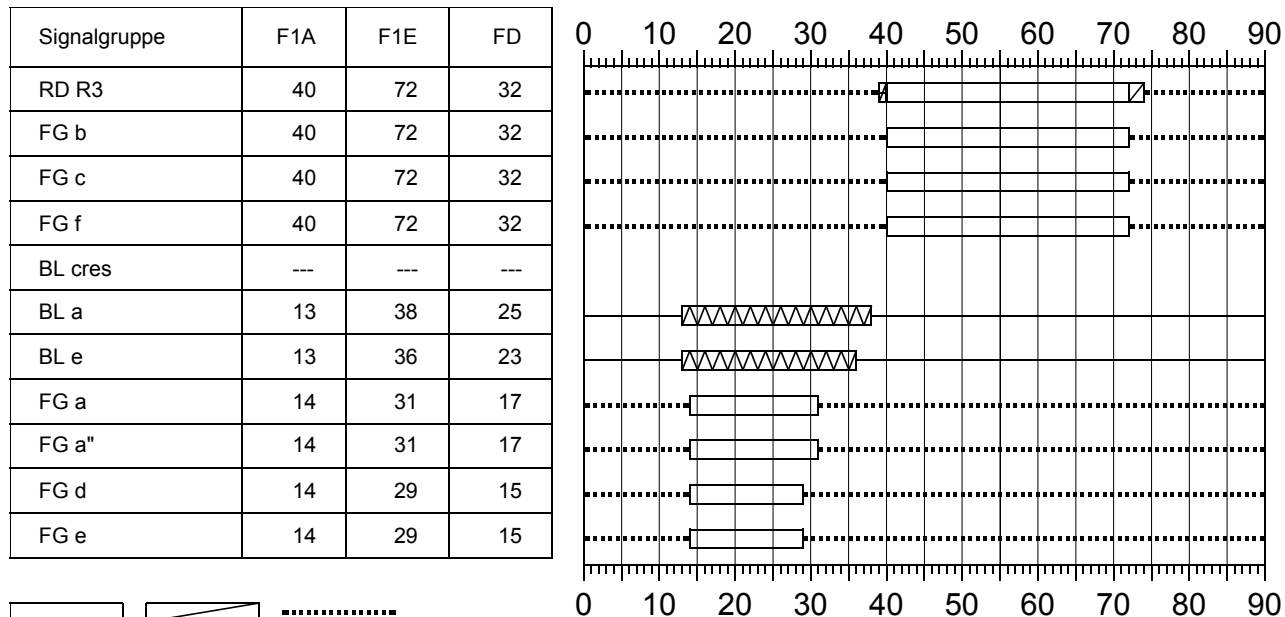 Signalgruppe F1A F1E FD
0 10 20 30 40 50 60 70 80 90
RD R3 40 72 32
FG b 40 72 32
FG c 40 72 32
FG f 40 72 32
BL cres --- --- ---
BL a 13 38 25
BL e 13 36 23
FG a 14 31 17
FG a" 14 31 17
FG d 14 29 15
FG e 14 29 15
0 10 20 30 40 50 60 70 80 90